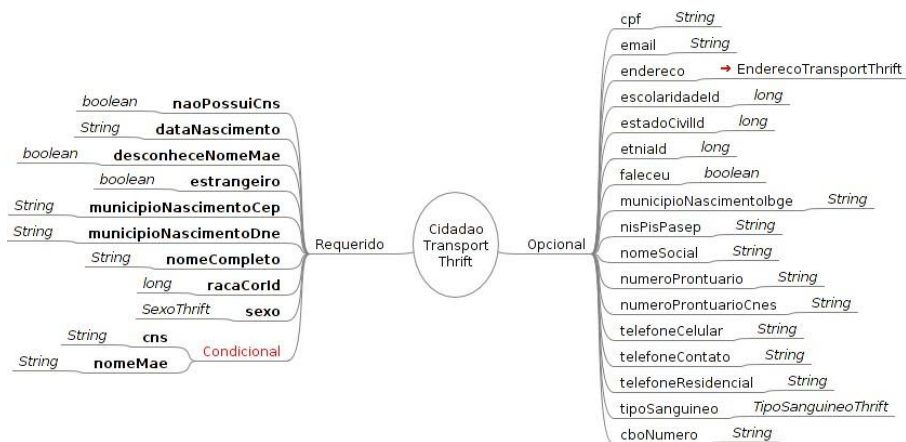 boolean naoPossuiCns
String dataNascimento
boolean desconheceNomeMae
boolean estrangeiro
String municipioNascimentoCep
String municipioNascimentoDne
String nomeCompleto
long racaCorId
SexoThrift sexo
String cns
String nomeMae
Condicional
Requerido
Cidadao
Transport
Thrift
Opcional
cpf String
email String
endereco ➔ EnderecoTransportThrift
escolaridadeId long
estadoCivilId long
etniaId long
faleceu boolean
municipioNascimentoIbge String
nisPisPasep String
nomeSocial String
numeroProntuario String
numeroProntuarioCnes String
telefoneCelular String
telefoneContato String
telefoneResidencial String
tipoSanguineo TipoSanguineoThrift
cboNumero String